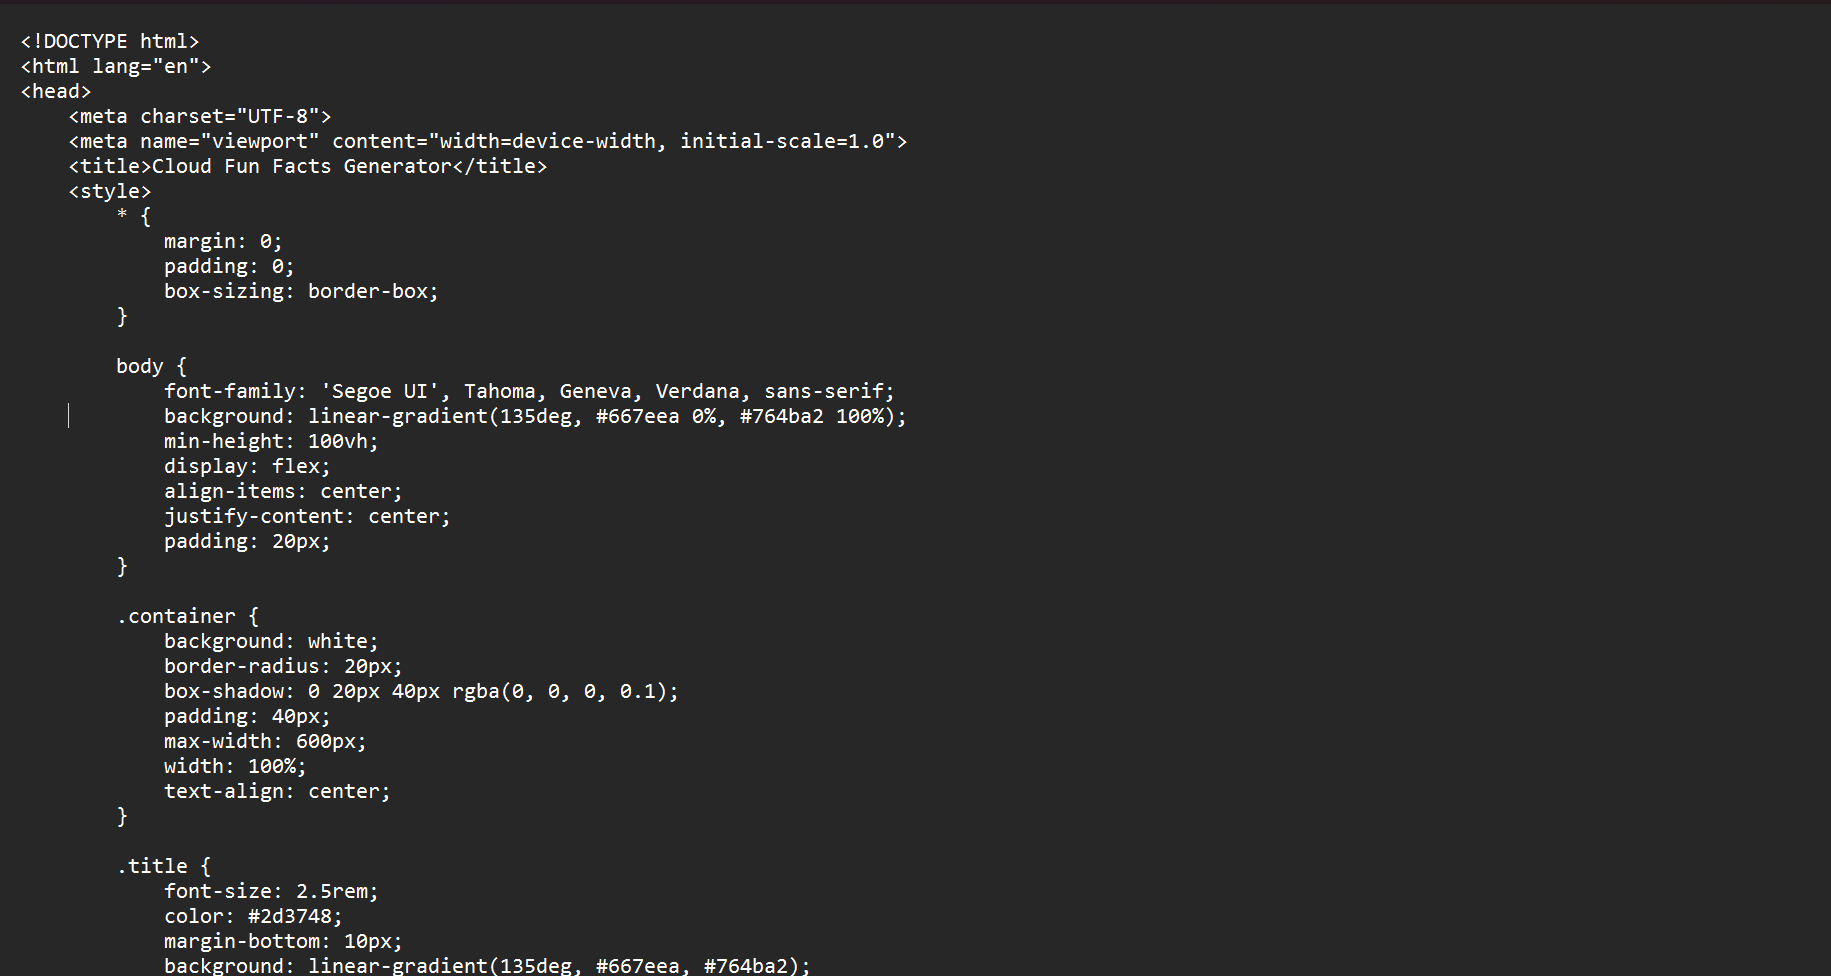 <!DOCTYPE html>
<html lang="en">
<head>
    <meta charset="UTF-8">
    <meta name="viewport" content="width=device-width, initial-scale=1.0">
    <title>Cloud Fun Facts Generator</title>
    <style>
        * {
            margin: 0;
            padding: 0;
            box-sizing: border-box;
        }

        body {
            font-family: 'Segoe UI', Tahoma, Geneva, Verdana, sans-serif;
            background: linear-gradient(135deg, #667eea 0%, #764ba2 100%);
            min-height: 100vh;
            display: flex;
            align-items: center;
            justify-content: center;
            padding: 20px;
        }

        .container {
            background: white;
            border-radius: 20px;
            box-shadow: 0 20px 40px rgba(0, 0, 0, 0.1);
            padding: 40px;
            max-width: 600px;
            width: 100%;
            text-align: center;
        }

        .title {
            font-size: 2.5rem;
            color: #2d3748;
            margin-bottom: 10px;
            background: linear-gradient(135deg, #667eea, #764ba2);